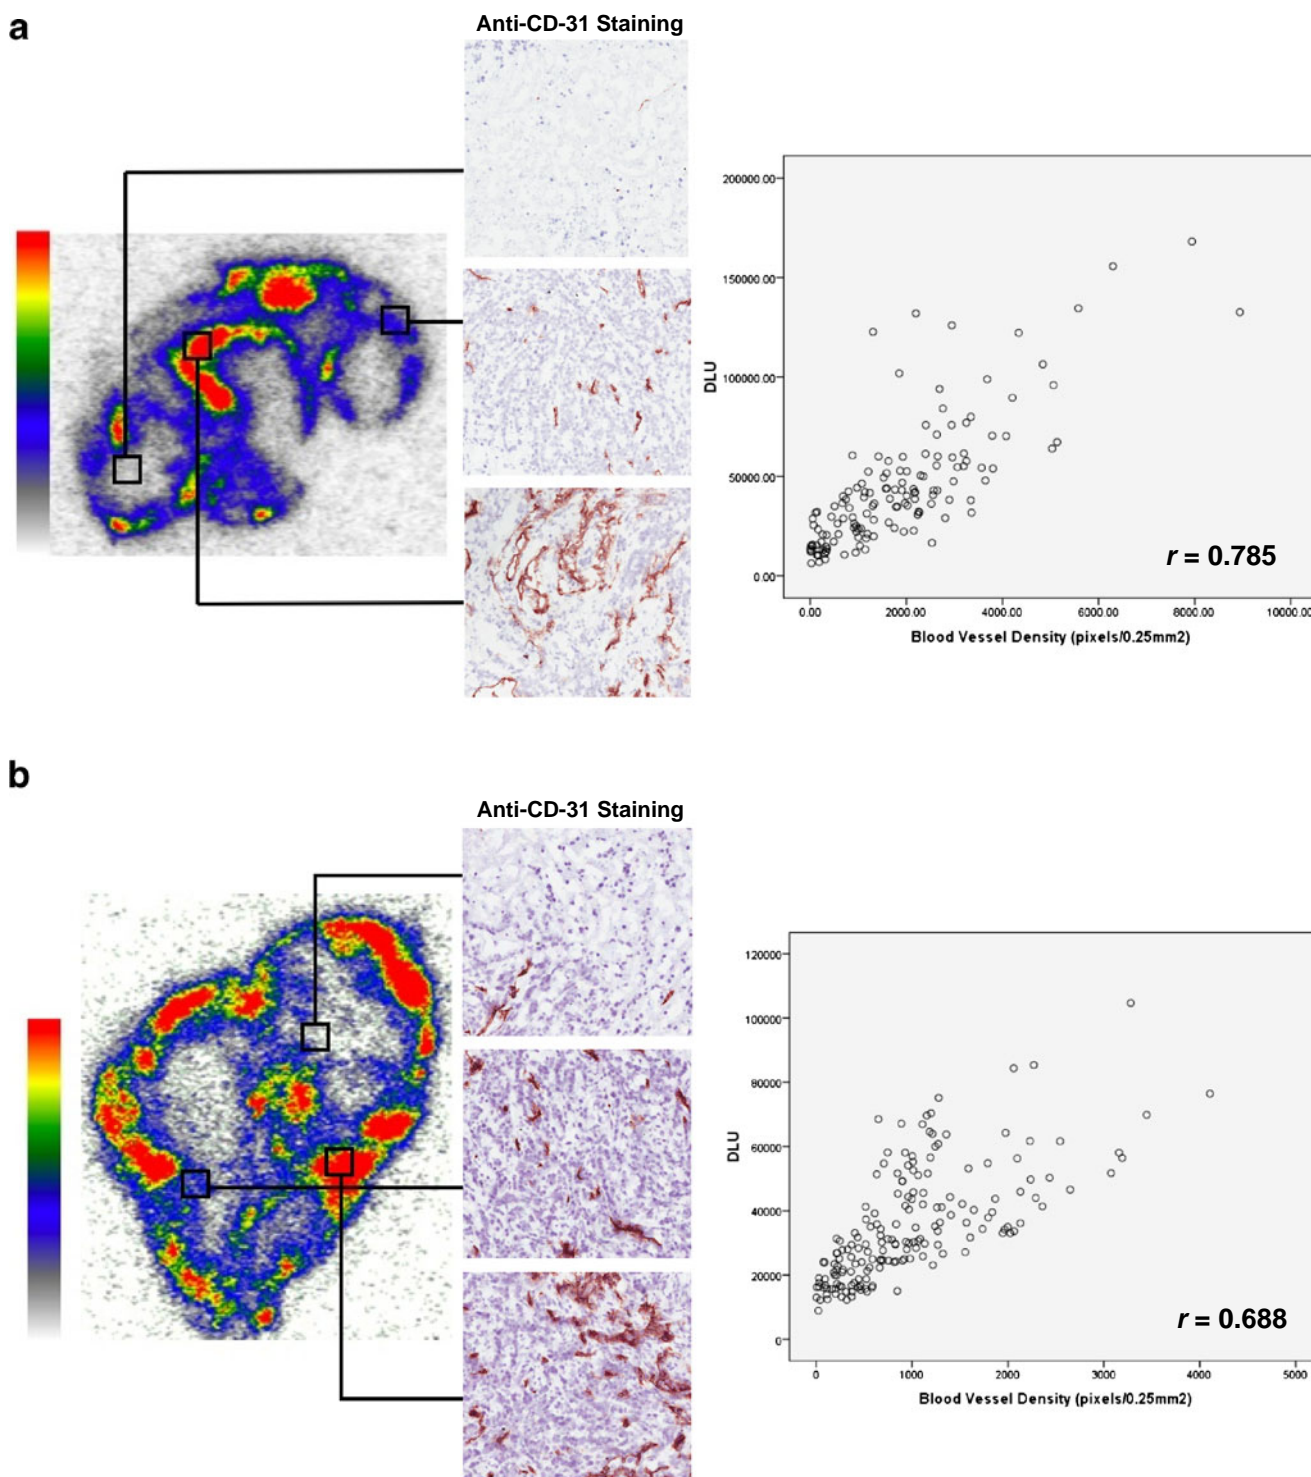 a
Anti-CD-31 Staining
200000.00
150000.00
100000.00
50000.00
0.00
DLU
r = 0.785
0.00 2000.00 4000.00 6000.00 8000.00 10000.00
Blood Vessel Density (pixels/0.25mm2)
b
Anti-CD-31 Staining
120000
100000
80000
60000
40000
20000
0
DLU
r = 0.688
0 1000 2000 3000 4000 5000
Blood Vessel Density (pixels/0.25mm2)